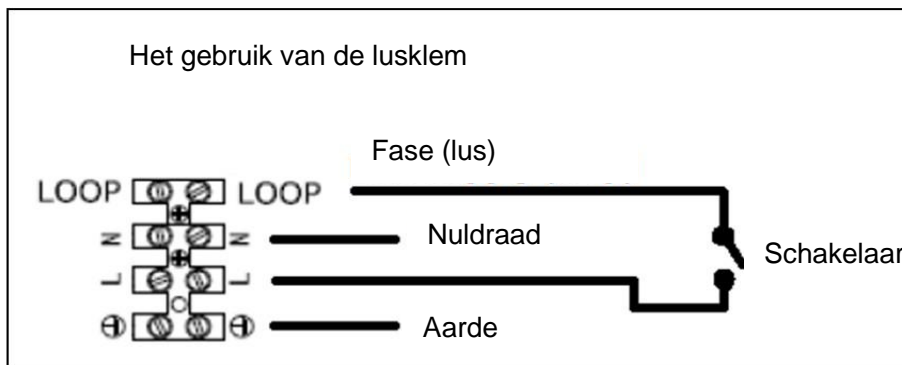 Het gebruik van de lusklem
Fase (lus)
LOOP LOOP
N N Nuldraad
Schakelaar
L L
Aarde